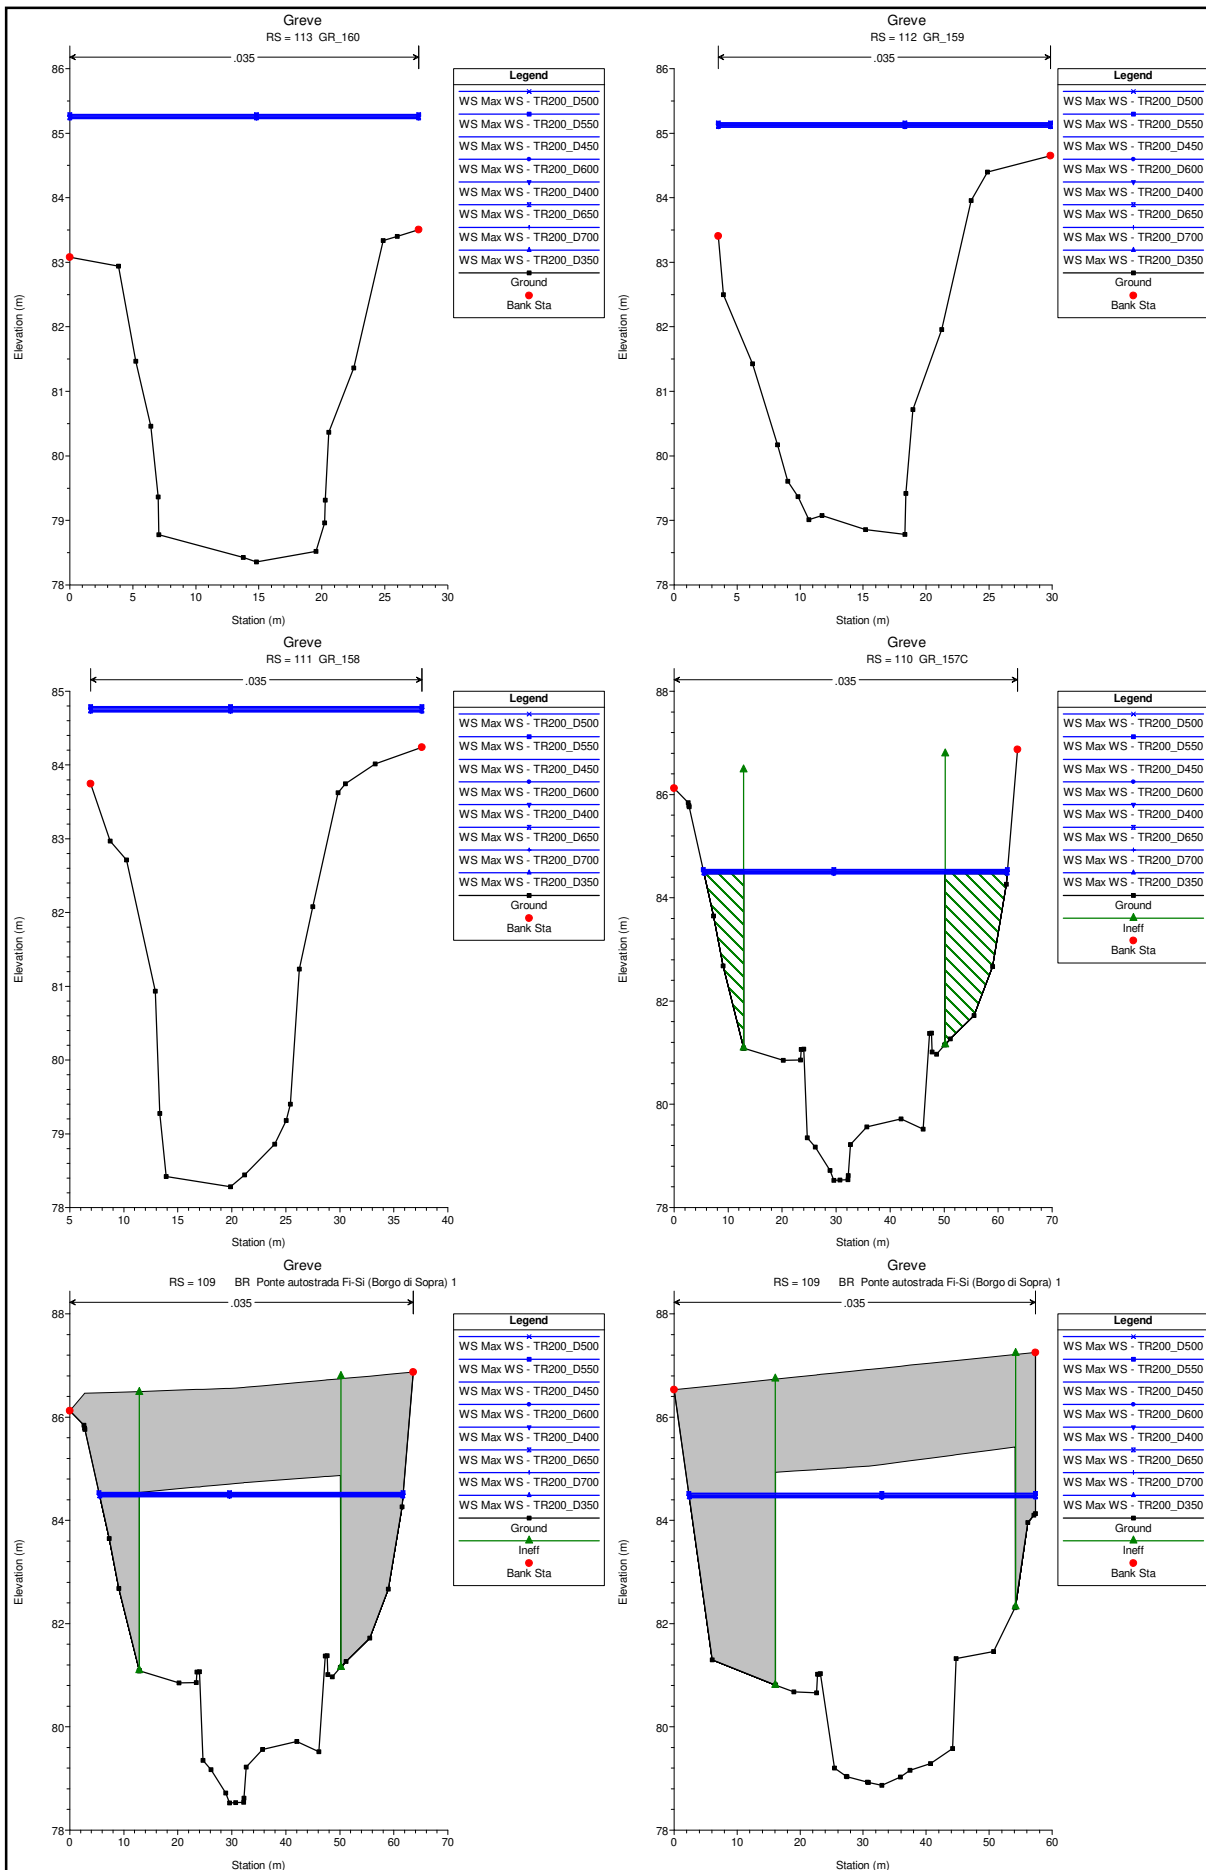 Greve
RS = 113 GR_160
.035
Elevation (m)
86
85
84
83
82
81
80
79
78
0 5 10 15 20 25 30
Station (m)
Legend
WS Max WS - TR200_D500
WS Max WS - TR200_D550
WS Max WS - TR200_D450
WS Max WS - TR200_D600
WS Max WS - TR200_D400
WS Max WS - TR200_D650
WS Max WS - TR200_D700
WS Max WS - TR200_D350
Ground
Bank Sta
Greve
RS = 112 GR_159
.035
Elevation (m)
86
85
84
83
82
81
80
79
78
0 5 10 15 20 25 30
Station (m)
Legend
WS Max WS - TR200_D500
WS Max WS - TR200_D550
WS Max WS - TR200_D450
WS Max WS - TR200_D600
WS Max WS - TR200_D400
WS Max WS - TR200_D650
WS Max WS - TR200_D700
WS Max WS - TR200_D350
Ground
Bank Sta
Greve
RS = 111 GR_158
.035
Elevation (m)
85
84
83
82
81
80
79
78
5 10 15 20 25 30 35 40
Station (m)
Legend
WS Max WS - TR200_D500
WS Max WS - TR200_D550
WS Max WS - TR200_D450
WS Max WS - TR200_D600
WS Max WS - TR200_D400
WS Max WS - TR200_D650
WS Max WS - TR200_D700
WS Max WS - TR200_D350
Ground
Bank Sta
Greve
RS = 110 GR_157C
.035
Elevation (m)
88
86
84
82
80
78
0 10 20 30 40 50 60 70
Station (m)
Legend
WS Max WS - TR200_D500
WS Max WS - TR200_D550
WS Max WS - TR200_D450
WS Max WS - TR200_D600
WS Max WS - TR200_D400
WS Max WS - TR200_D650
WS Max WS - TR200_D700
WS Max WS - TR200_D350
Ground
Ineff
Bank Sta
Greve
RS = 109 BR Ponte autostrada Fi-Si (Borgo di Sopra) 1
.035
Elevation (m)
88
86
84
82
80
78
0 10 20 30 40 50 60 70
Station (m)
Legend
WS Max WS - TR200_D500
WS Max WS - TR200_D550
WS Max WS - TR200_D450
WS Max WS - TR200_D600
WS Max WS - TR200_D400
WS Max WS - TR200_D650
WS Max WS - TR200_D700
WS Max WS - TR200_D350
Ground
Ineff
Bank Sta
Greve
RS = 109 BR Ponte autostrada Fi-Si (Borgo di Sopra) 1
.035
Elevation (m)
88
86
84
82
80
78
0 10 20 30 40 50 60
Station (m)
Legend
WS Max WS - TR200_D500
WS Max WS - TR200_D550
WS Max WS - TR200_D450
WS Max WS - TR200_D600
WS Max WS - TR200_D400
WS Max WS - TR200_D650
WS Max WS - TR200_D700
WS Max WS - TR200_D350
Ground
Ineff
Bank Sta